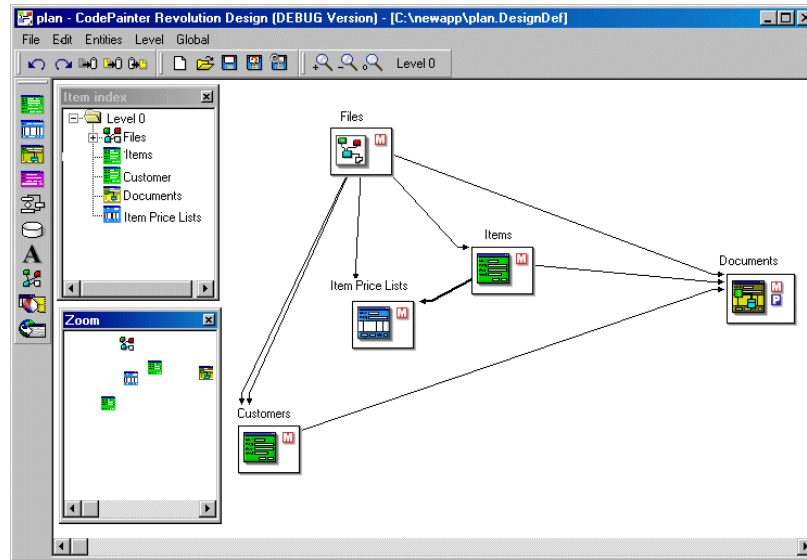 plan - CodePainter Revolution Design (DEBUG Version) - [C:\newapp\plan.DesignDef]
File Edit Entities Level Global
Level 0
Item index
Level 0
Files
Items
Customer
Documents
Item Price Lists
Zoom
A
Files
M
Items
M
Item Price Lists
M
Documents
M
P
Customers
M